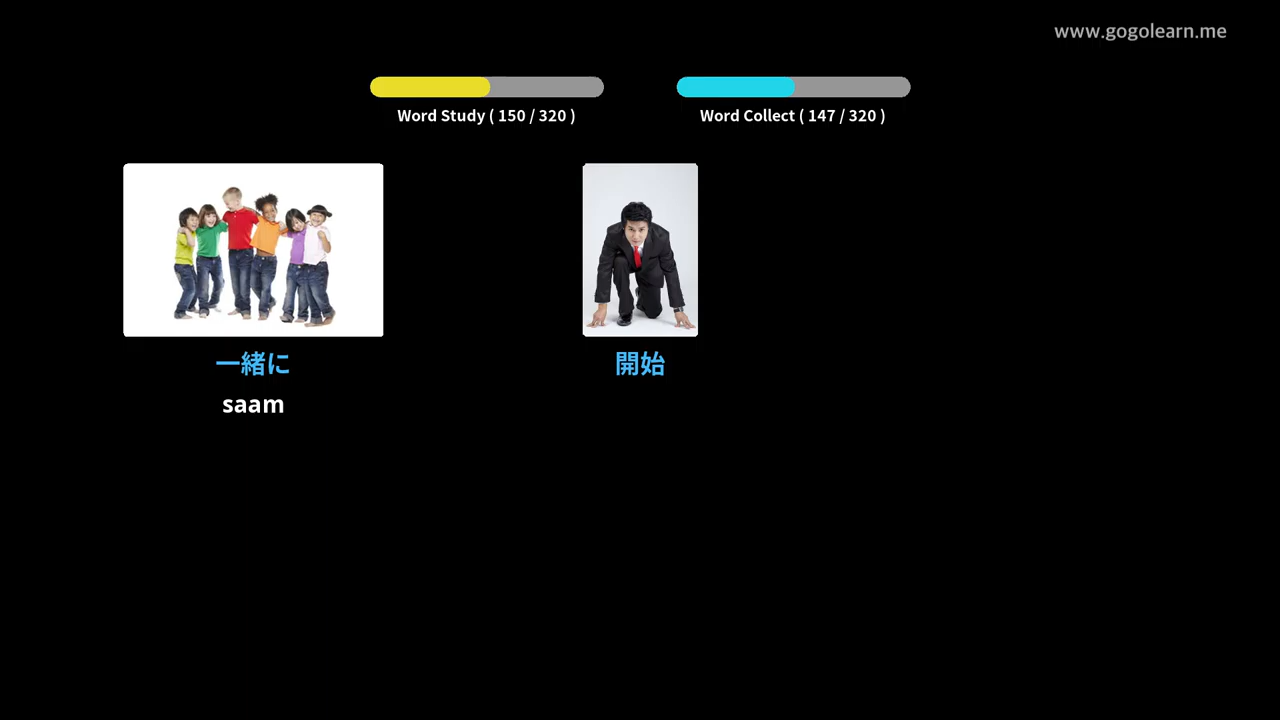 www.gogolearn.me
Word Study ( 150 / 320 )
Word Collect ( 147 / 320 )
一緒に
saam
開始